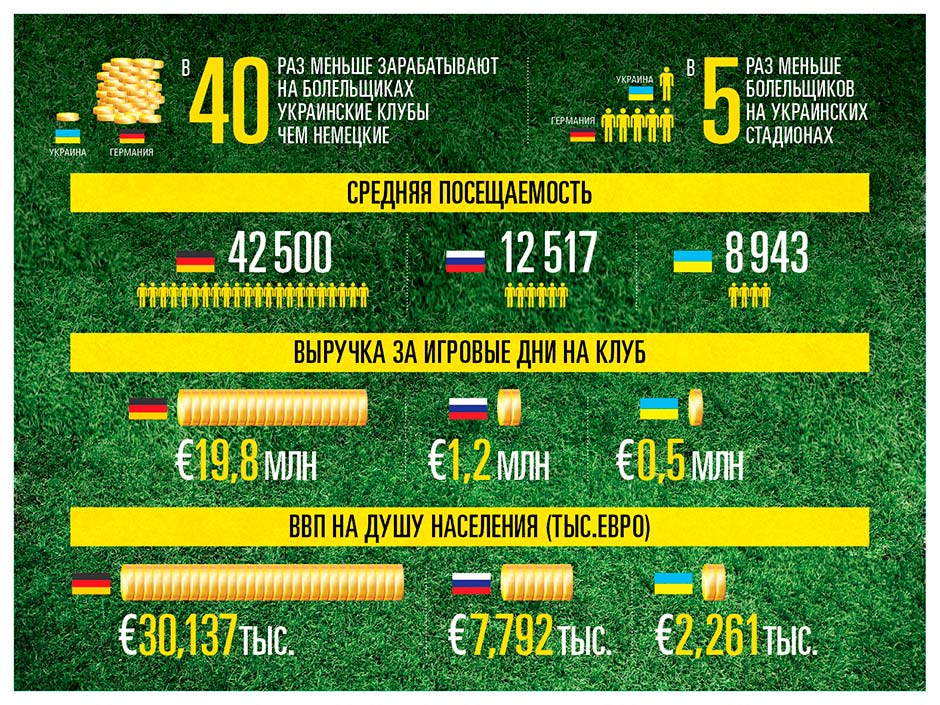 В 40 РАЗ МЕНЬШЕ ЗАРАБАТЫВАЮТ
НА БОЛЕЛЬЩИКАХ
УКРАИНСКИЕ КЛУБЫ
ЧЕМ НЕМЕЦКИЕ
УКРАИНА
ГЕРМАНИЯ
УКРАИНА
ГЕРМАНИЯ
В 5 РАЗ МЕНЬШЕ
БОЛЕЛЬЩИКОВ
НА УКРАИНСКИХ
СТАДИОНАХ
СРЕДНЯЯ ПОСЕЩАЕМОСТЬ
42 500
12 517
8 943
ВЫРУЧКА ЗА ИГРОВЫЕ ДНИ НА КЛУБ
€19,8 МЛН
€1,2 МЛН
€0,5 МЛН
ВВП НА ДУШУ НАСЕЛЕНИЯ (ТЫС.ЕВРО)
€30,137 ТЫС.
€7,792 ТЫС.
€2,261 ТЫС.